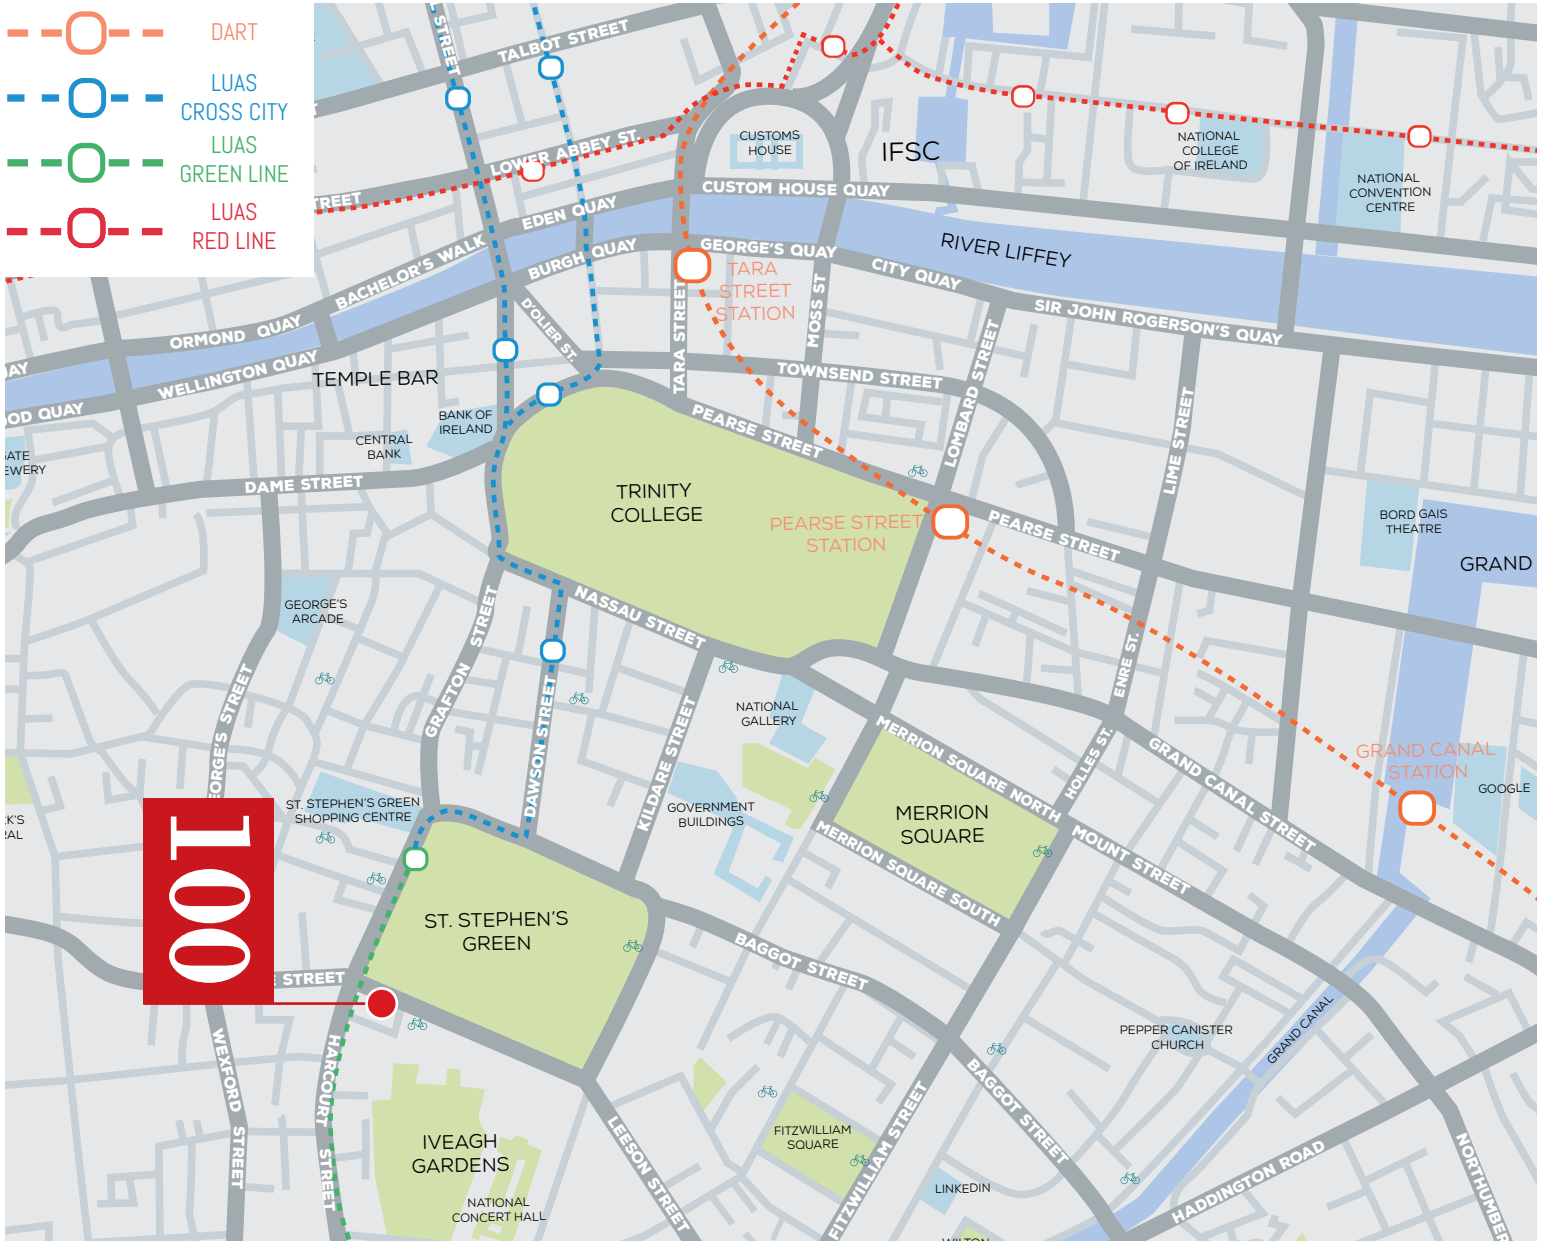 DART
LUAS
CROSS CITY
LUAS
GREEN LINE
LUAS
RED LINE
TALBOT STREET
STREET
LOWER ABBEY ST.
CUSTOMS
HOUSE
IFSC
NATIONAL
COLLEGE
OF IRELAND
NATIONAL
CONVENTION
CENTRE
CUSTOM HOUSE QUAY
EDEN QUAY
BACHELOR'S WALK
BURGH QUAY
GEORGE'S QUAY
RIVER LIFFEY
CITY QUAY
SIR JOHN ROGERSON'S QUAY
ORMOND QUAY
WELLINGTON QUAY
OOD QUAY
TARA
STREET
STATION
D'OLIER ST.
TARA STREET
MOSS ST
TOWNSEND STREET
LOMBARD STREET
LIME STREET
TEMPLE BAR
BANK OF
IRELAND
CENTRAL
BANK
GATE
EWERY
PEARSE STREET
DAME STREET
TRINITY
COLLEGE
PEARSE STREET
STATION
PEARSE STREET
BORD GAIS
THEATRE
GRAND
GEORGE'S
ARCADE
NASSAU STREET
GRAFTON STREET
ENRE ST.
ORGE'S STREET
DAWSON STREET
KILDARE STREET
NATIONAL
GALLERY
MERRION SQUARE NORTH
HOLLES ST.
GRAND CANAL STREET
GRAND CANAL
STATION
GOOGLE
ST. STEPHEN'S GREEN
SHOPPING CENTRE
GOVERNMENT
BUILDINGS
MERRION
SQUARE
MERRION SQUARE SOUTH
MOUNT STREET
K'S
RAL
100
ST. STEPHEN'S
GREEN
STREET
BAGGOT STREET
WEXFORD STREET
HARCOURT STREET
PEPPER CANISTER
CHURCH
GRAND CANAL
BAGGOT STREET
IVEAGH
GARDENS
NATIONAL
CONCERT HALL
LEESON STREET
FITZWILLIAM
SQUARE
FITZWILLIAM STREET
LINKEDIN
HADDINGTON ROAD
NORTHUMBER